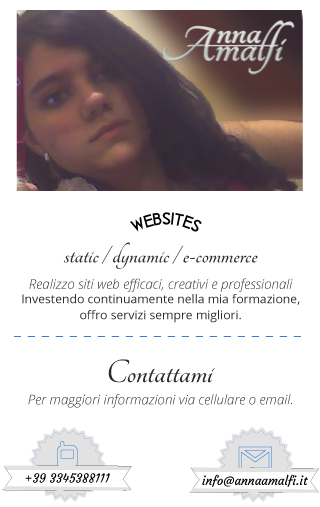 Anna
Amalfi
WEBSITES
static / dynamic / e-commerce
Realizzo siti web efficaci, creativi e professionali
Investendo continuamente nella mia formazione,
offro servizi sempre migliori.
Contattami
Per maggiori informazioni via cellulare o email.
+39 3345388111
info@annaamalfi.it